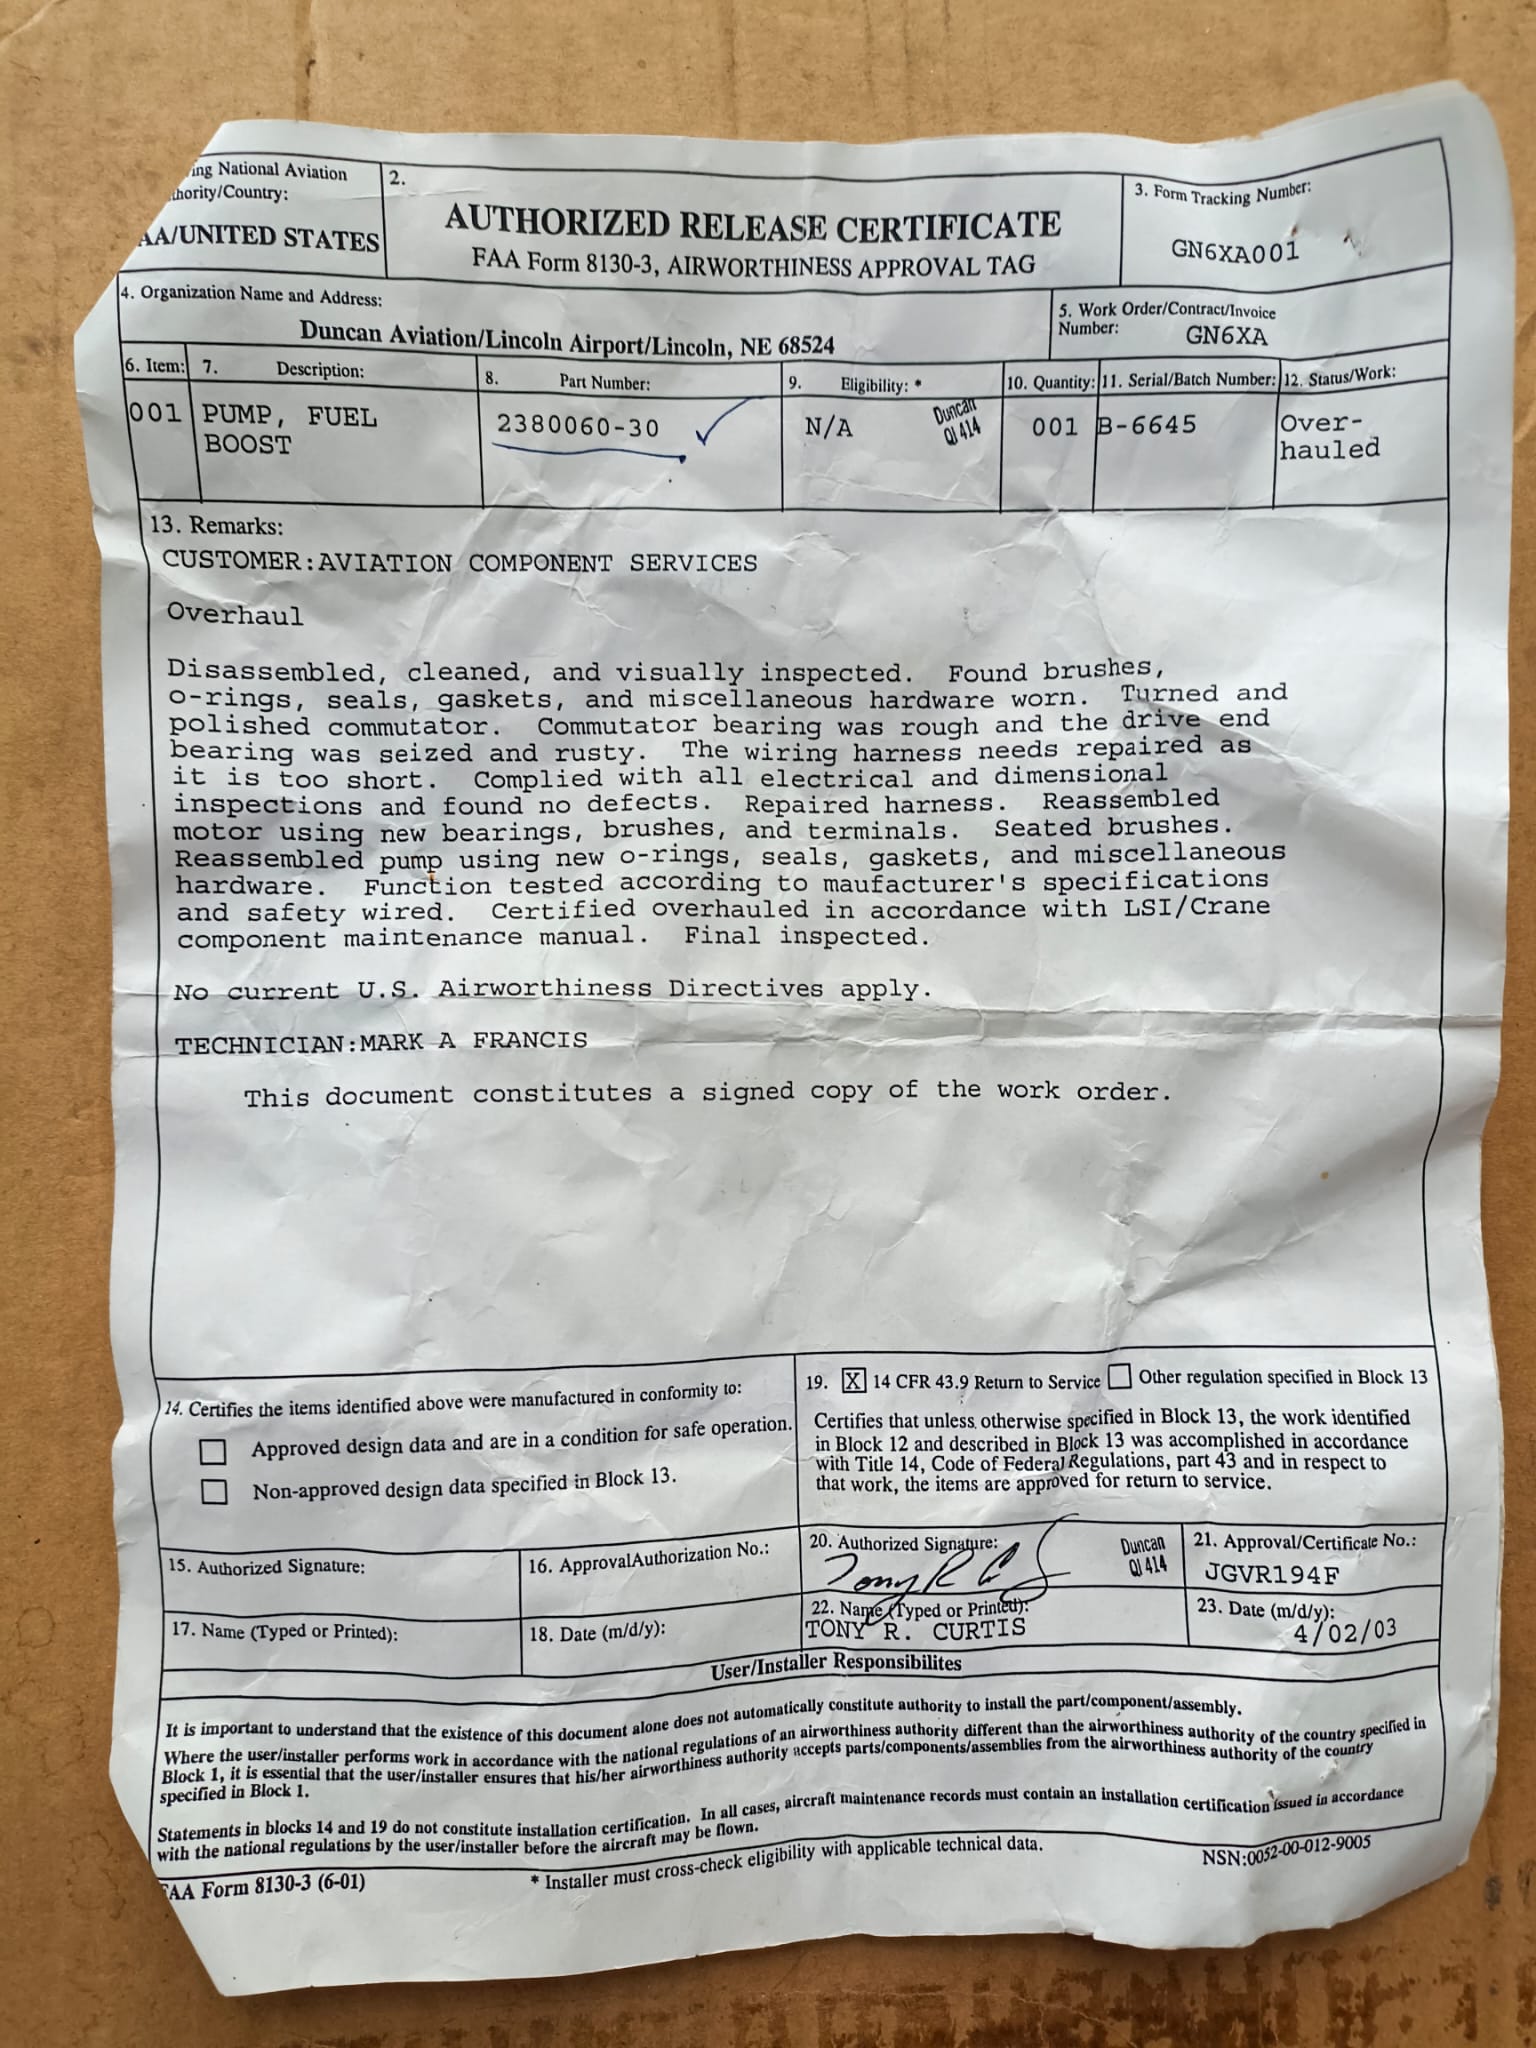 ing National Aviation
hority/Country:
AA/UNITED STATES
2.
AUTHORIZED RELEASE CERTIFICATE
FAA Form 8130-3, AIRWORTHINESS APPROVAL TAG
3. Form Tracking Number:
GN6XA001
4. Organization Name and Address:
Duncan Aviation/Lincoln Airport/Lincoln, NE 68524
5. Work Order/Contract/Invoice
Number: GN6XA
6. Item: 7. Description: 8. Part Number: 9. Eligibility: * 10. Quantity: 11. Serial/Batch Number: 12. Status/Work:
001 PUMP, FUEL 2380060-30 N/A 001 B-6645 Over-
BOOST hauled
Duncan
QI 414
13. Remarks:
CUSTOMER:AVIATION COMPONENT SERVICES
Overhaul
Disassembled, cleaned, and visually inspected. Found brushes,
o-rings, seals, gaskets, and miscellaneous hardware worn. Turned and
polished commutator. Commutator bearing was rough and the drive end
bearing was seized and rusty. The wiring harness needs repaired as
it is too short. Complied with all electrical and dimensional
inspections and found no defects. Repaired harness. Reassembled
motor using new bearings, brushes, and terminals. Seated brushes.
Reassembled pump using new o-rings, seals, gaskets, and miscellaneous
hardware. Function tested according to maufacturer's specifications
and safety wired. Certified overhauled in accordance with LSI/Crane
component maintenance manual. Final inspected.
No current U.S. Airworthiness Directives apply.
TECHNICIAN:MARK A FRANCIS
This document constitutes a signed copy of the work order.
14. Certifies the items identified above were manufactured in conformity to:
Approved design data and are in a condition for safe operation.
Non-approved design data specified in Block 13.
19. X 14 CFR 43.9 Return to Service Other regulation specified in Block 13
Certifies that unless otherwise specified in Block 13, the work identified
in Block 12 and described in Block 13 was accomplished in accordance
with Title 14, Code of Federal Regulations, part 43 and in respect to
that work, the items are approved for return to service.
15. Authorized Signature:
16. ApprovalAuthorization No.:
20. Authorized Signature:
Tony R C
Duncan
QI 414
21. Approval/Certificate No.:
JGVR194F
17. Name (Typed or Printed):
18. Date (m/d/y):
22. Name (Typed or Printed):
TONY R. CURTIS
23. Date (m/d/y):
4/02/03
User/Installer Responsibilites
It is important to understand that the existence of this document alone does not automatically constitute authority to install the part/component/assembly.
Where the user/installer performs work in accordance with the national regulations of an airworthiness authority different than the airworthiness authority of the country specified in
Block 1, it is essential that the user/installer ensures that his/her airworthiness authority accepts parts/components/assemblies from the airworthiness authority of the country
specified in Block 1.
Statements in blocks 14 and 19 do not constitute installation certification. In all cases, aircraft maintenance records must contain an installation certification issued in accordance
with the national regulations by the user/installer before the aircraft may be flown.
FAA Form 8130-3 (6-01)
* Installer must cross-check eligibility with applicable technical data.
NSN:0052-00-012-9005